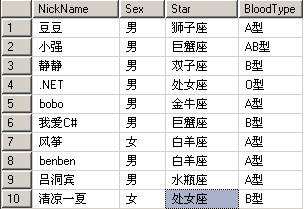 NickName Sex Star BloodType
1 豆豆 男 狮子座 A型
2 小强 男 巨蟹座 AB型
3 静静 男 双子座 B型
4 .NET 男 处女座 O型
5 bobo 男 金牛座 A型
6 我爱C# 男 巨蟹座 B型
7 风筝 女 白羊座 A型
8 benben 男 白羊座 A型
9 吕洞宾 男 水瓶座 A型
10 清凉一夏 女 处女座 B型